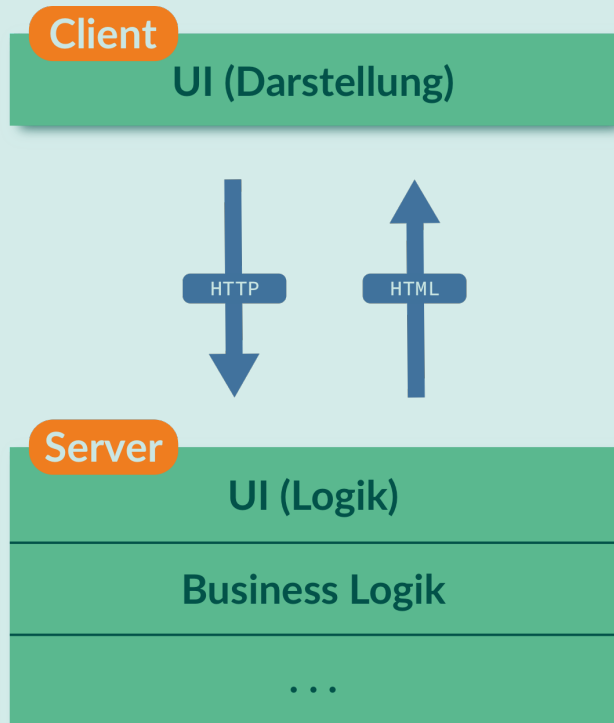 Client
UI (Darstellung)
HTTP
HTML
Server
UI (Logik)
Business Logik
...